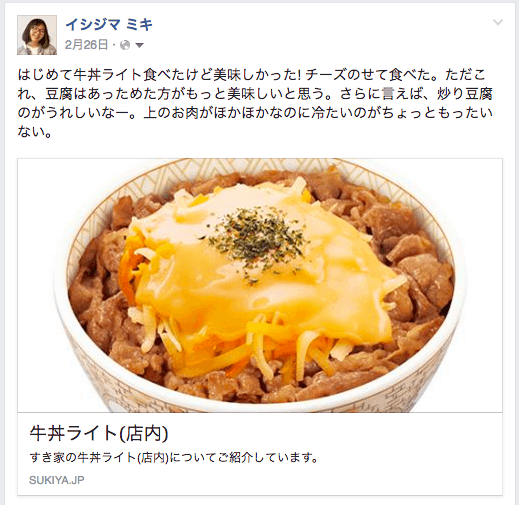 イシジマ ミキ
2月26日 ·
はじめて牛丼ライト食べたけど美味しかった! チーズのせて食べた。ただこ
れ、豆腐はあっためた方がもっと美味しいと思う。さらに言えば、炒り豆腐
のがうれしいなー。上のお肉がほかほかなのに冷たいのがちょっともったい
ない。
牛丼ライト(店内)
すき家の牛丼ライト(店内)についてご紹介しています。
SUKIYA.JP